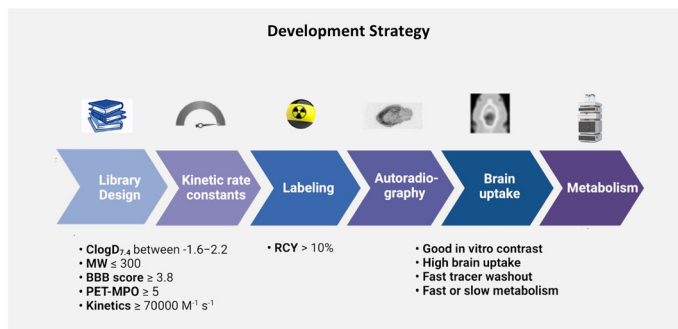 Development Strategy
Library
Design
Kinetic rate
constants
Labeling
Autoradio-
graphy
Brain
uptake
Metabolism
• ClogD7.4 between -1.6–2.2
• MW ≤ 300
• BBB score ≥ 3.8
• PET-MPO ≥ 5
• Kinetics ≥ 70000 M-1 s-1
• RCY > 10%
• Good in vitro contrast
• High brain uptake
• Fast tracer washout
• Fast or slow metabolism